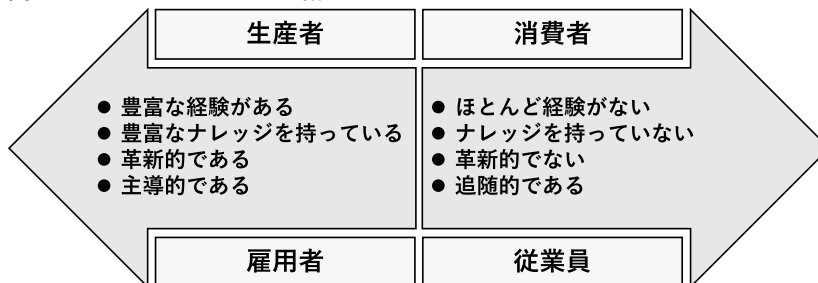 生産者
消費者
● 豊富な経験がある
● 豊富なナレッジを持っている
● 革新的である
● 主導的である
● ほとんど経験がない
● ナレッジを持っていない
● 革新的でない
● 追随的である
雇用者
従業員